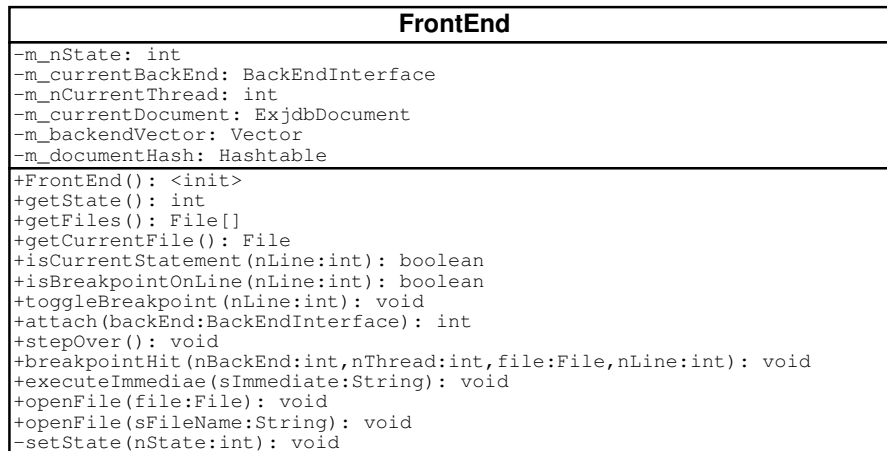 FrontEnd
-m_nState: int
-m_currentBackEnd: BackEndInterface
-m_nCurrentThread: int
-m_currentDocument: ExjdbDocument
-m_backendVector: Vector
-m_documentHash: Hashtable
+FrontEnd(): <init>
+getState(): int
+getFiles(): File[]
+getCurrentFile(): File
+isCurrentStatement(nLine:int): boolean
+isBreakpointOnLine(nLine:int): boolean
+toggleBreakpoint(nLine:int): void
+attach(backEnd:BackEndInterface): int
+stepOver(): void
+breakpointHit(nBackEnd:int,nThread:int,file:File,nLine:int): void
+executeImmediae(sImmediate:String): void
+openFile(file:File): void
+openFile(sFileName:String): void
-setState(nState:int): void